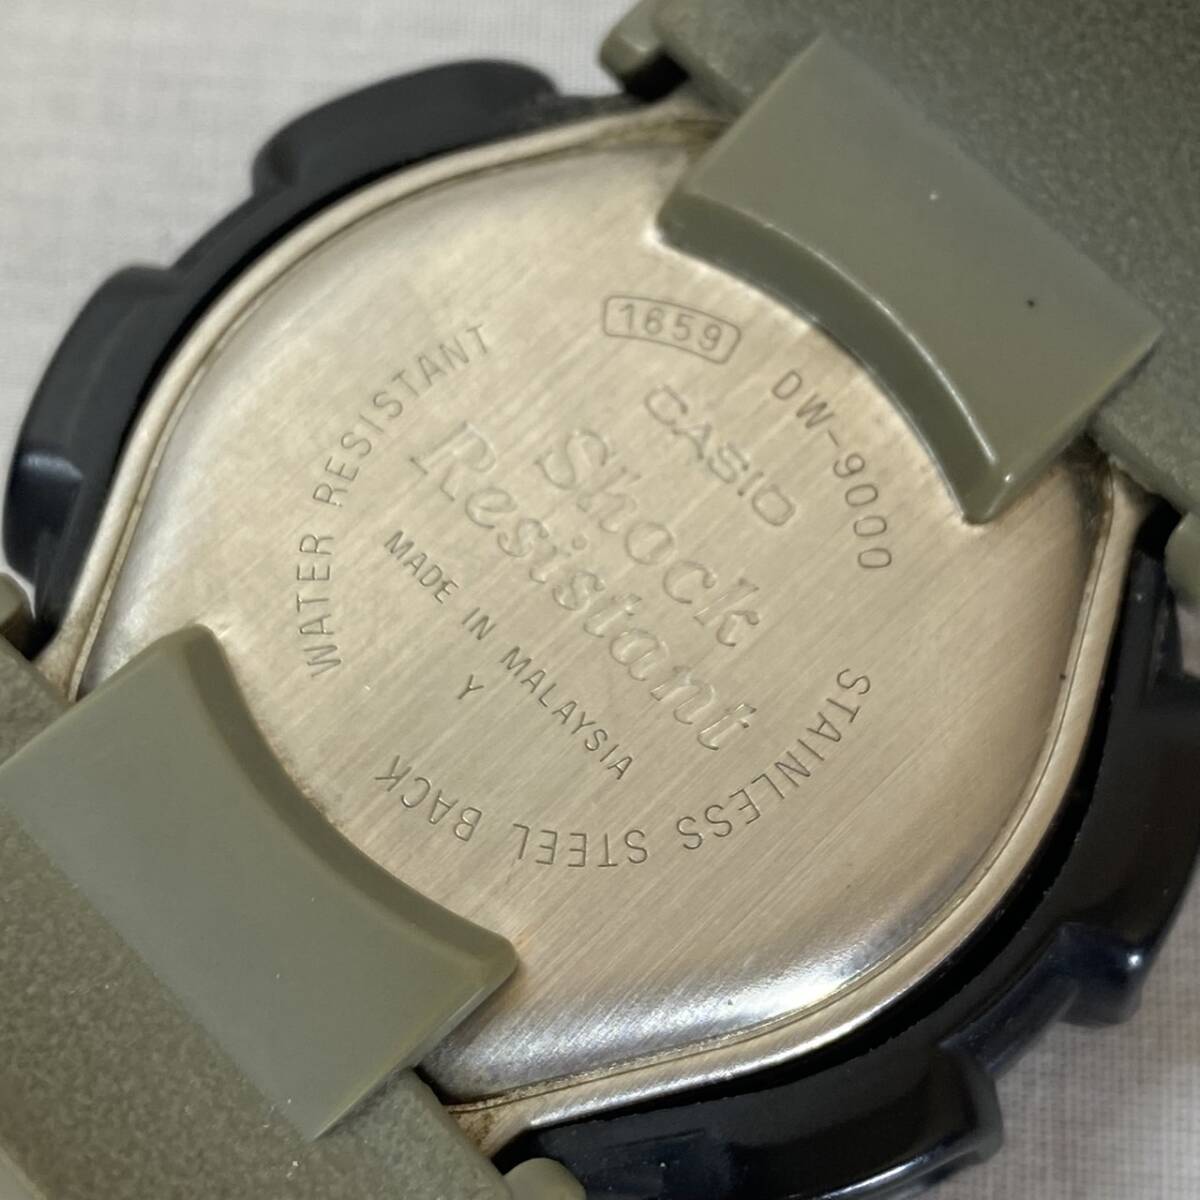 1659
DW-9000
CASIO
Shock
Resistant
MADE IN MALAYSIA
Y
WATER RESISTANT
STAINLESS STEEL BACK